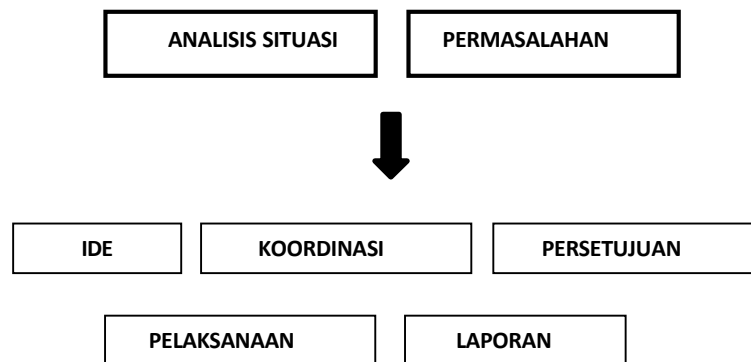 ANALISIS SITUASI PERMASALAHAN
IDE KOORDINASI PERSETUJUAN
PELAKSANAAN LAPORAN